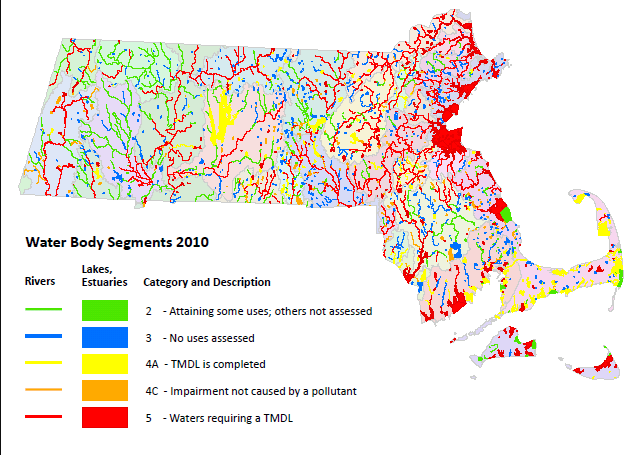 Water Body Segments 2010
Rivers
Lakes,
Estuaries
Category and Description
2 - Attaining some uses; others not assessed
3 - No uses assessed
4A - TMDL is completed
4C - Impairment not caused by a pollutant
5 - Waters requiring a TMDL